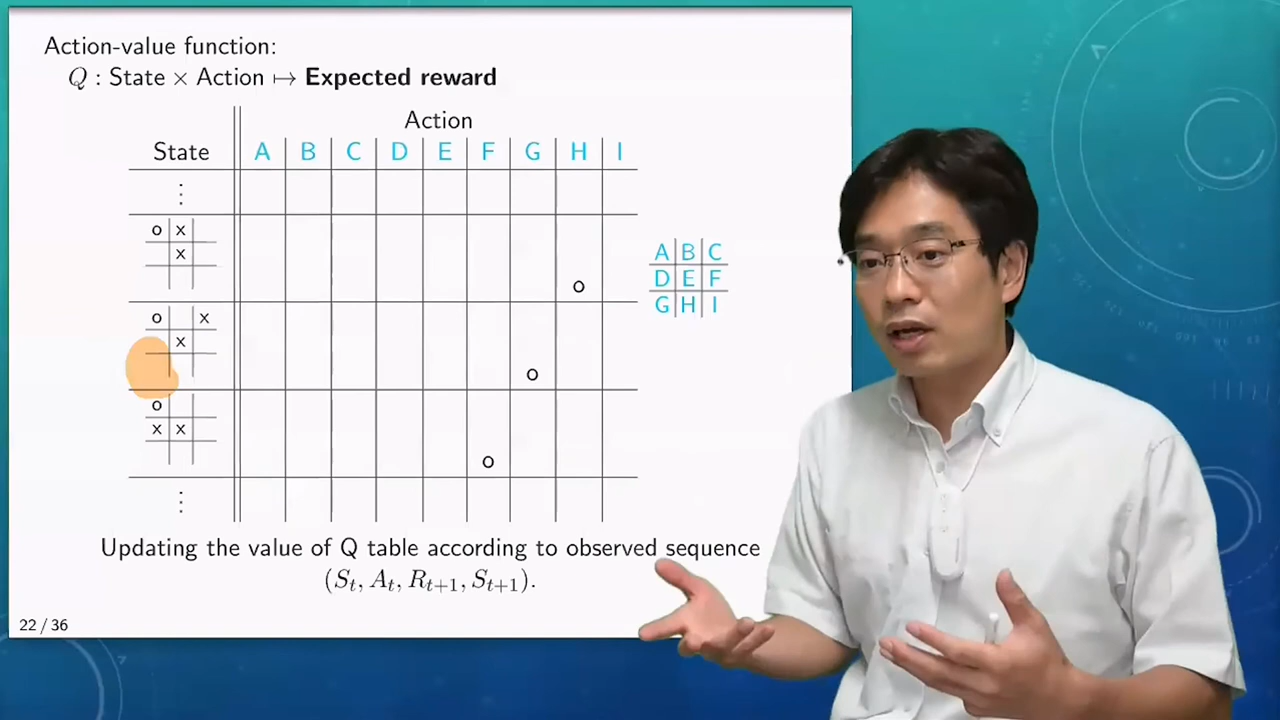 Action-value function:
Q : State × Action ↦ Expected reward
Action
State A B C D E F G H I
⋮
o x
x
o
A B C
D E F
G H I
o x
x
o
o
x x
o
⋮
Updating the value of Q table according to observed sequence
(S_t, A_t, R_{t+1}, S_{t+1}).
22 / 36